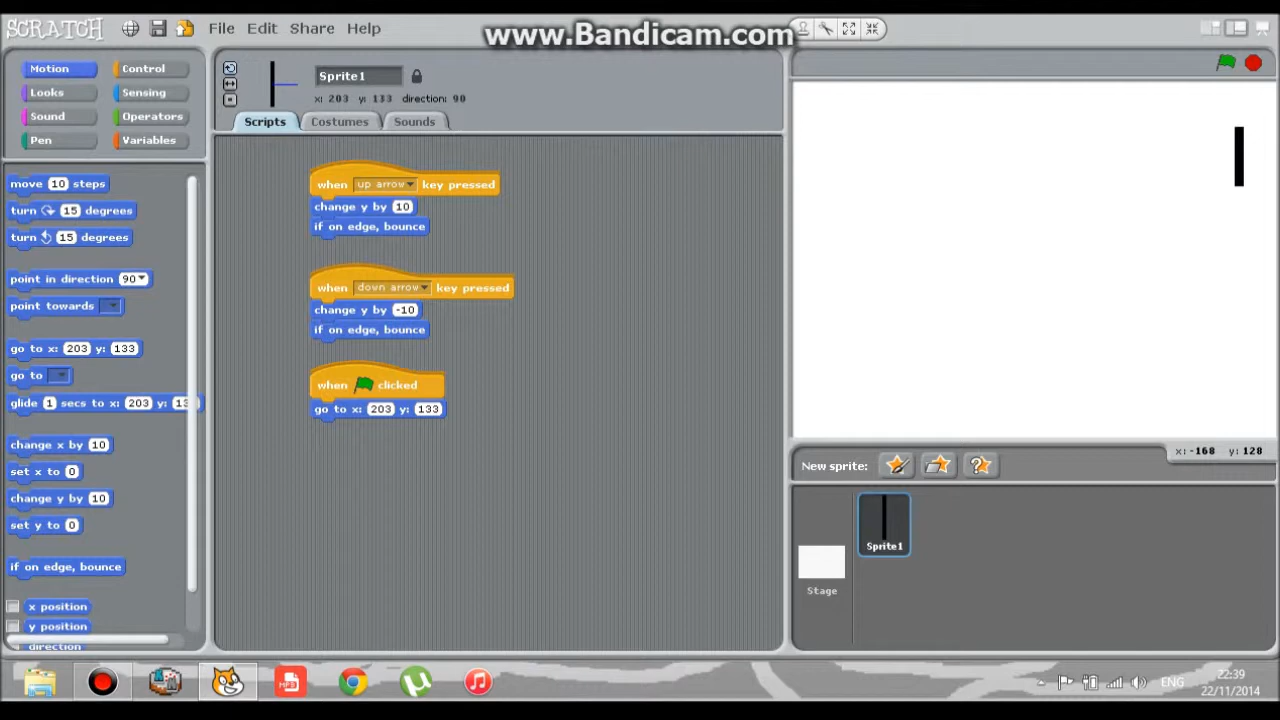 www.Bandicam.com
SCRATCH File Edit Share Help
Motion Control
Looks Sensing
Sound Operators
Pen Variables
Sprite1
x: 203 y: 133 direction: 90
Scripts Costumes Sounds
move 10 steps
turn 15 degrees
turn 15 degrees
point in direction 90
point towards
go to x: 203 y: 133
go to
glide 1 secs to x: 203 y:
change x by 10
set x to 0
change y by 10
set y to 0
if on edge, bounce
x position
y position
direction
when up arrow key pressed
change y by 10
if on edge, bounce
when down arrow key pressed
change y by -10
if on edge, bounce
when clicked
go to x: 203 y: 133
x: -168 y: 128
New sprite:
Sprite1
Stage
MP3
ENG
22:39
22/11/2014